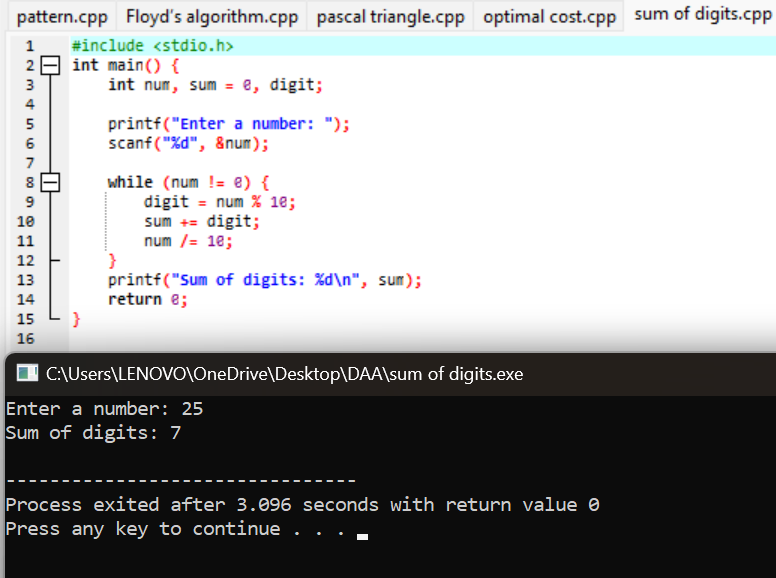 pattern.cpp Floyd's algorithm.cpp pascal triangle.cpp optimal cost.cpp sum of digits.cpp
1 #include <stdio.h>
2 int main() {
3 int num, sum = 0, digit;
4
5 printf("Enter a number: ");
6 scanf("%d", &num);
7
8 while (num != 0) {
9 digit = num % 10;
10 sum += digit;
11 num /= 10;
12 }
13 printf("Sum of digits: %d\n", sum);
14 return 0;
15 }
16
C:\Users\LENOVO\OneDrive\Desktop\DAA\sum of digits.exe
Enter a number: 25
Sum of digits: 7
--------------------------------
Process exited after 3.096 seconds with return value 0
Press any key to continue . . .